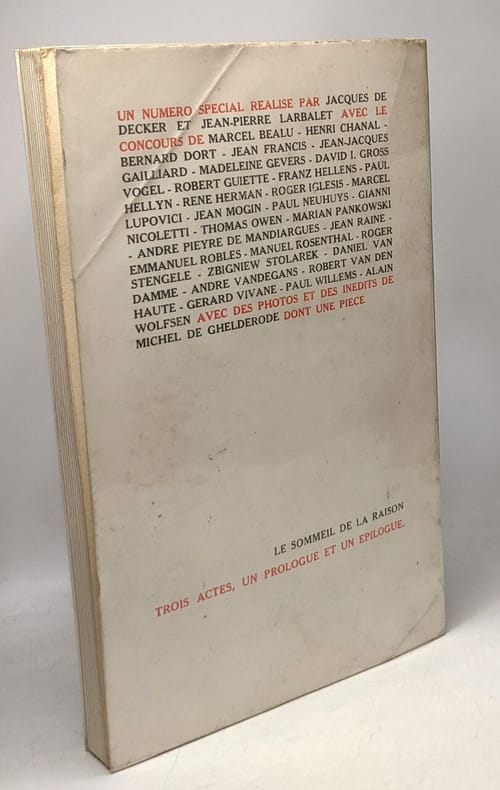 UN NUMERO SPECIAL REALISE PAR JACQUES DE
DECKER ET JEAN-PIERRE LARBALET AVEC LE
CONCOURS DE MARCEL BEALU - HENRI CHANAL -
BERNARD DORT - JEAN FRANCIS - JEAN-JACQUES
GAILLIARD - MADELEINE GEVERS - DAVID I. GROSS
VOGEL - ROBERT GUIETTE - FRANZ HELLENS - PAUL
HELLYN - RENE HERMAN - ROGER IGLESIS - MARCEL
LUPOVICI - JEAN MOGIN - PAUL NEUHUYS - GIANNI
NICOLETTI - THOMAS OWEN - MARIAN PANKOWSKI
- ANDRE PIEYRE DE MANDIARGUES - JEAN RAINE -
EMMANUEL ROBLES - MANUEL ROSENTHAL - ROGER
STENGELE - ZBIGNIEW STOLAREK - DANIEL VAN
DAMME - ANDRE VANDEGANS - ROBERT VAN DEN
HAUTE - GERARD VIVANE - PAUL WILLEMS - ALAIN
WOLFSEN AVEC DES PHOTOS ET DES INEDITS DE
MICHEL DE GHELDERODE DONT UNE PIECE
LE SOMMEIL DE LA RAISON
TROIS ACTES, UN PROLOGUE ET UN EPILOGUE.